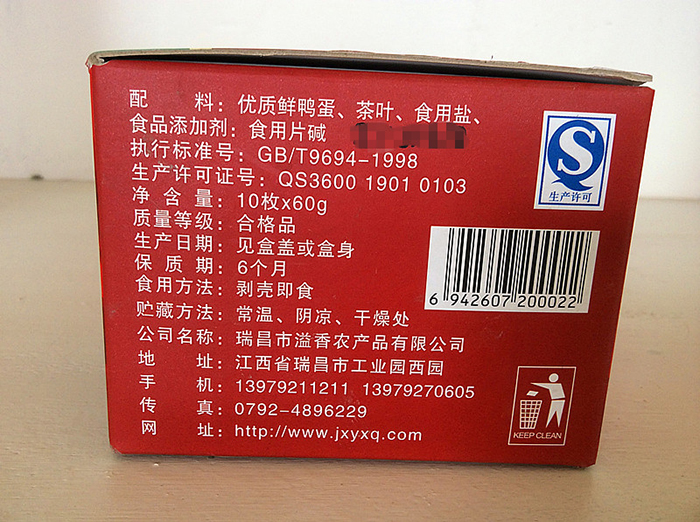 配 料：优质鲜鸭蛋、茶叶、食用盐、
食品添加剂：食用片碱
执行标准号：GB/T9694-1998
生产许可证号：QS3600 1901 0103
净 含 量：10枚x60g
质量等级：合格品
生产日期：见盒盖或盒身
保 质 期：6个月
食用方法：剥壳即食
贮藏方法：常温、阴凉、干燥处
公司名称：瑞昌市溢香农产品有限公司
地 址：江西省瑞昌市工业园西园
手 机：13979211211 13979270605
传 真：0792-4896229
网 址：http://www.jxyxq.com
QS
生产许可
6 942607 200022
KEEP CLEAN